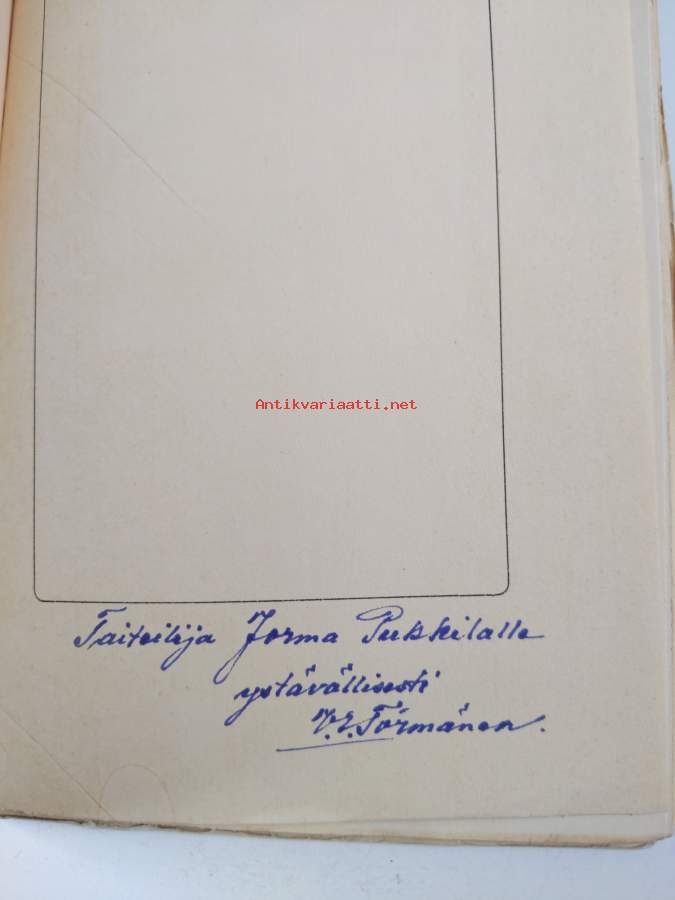 Antikvariaatti.net
Taiteilija Jorma Pukkilalle
ystävällisesti
V.E. Törmänen.